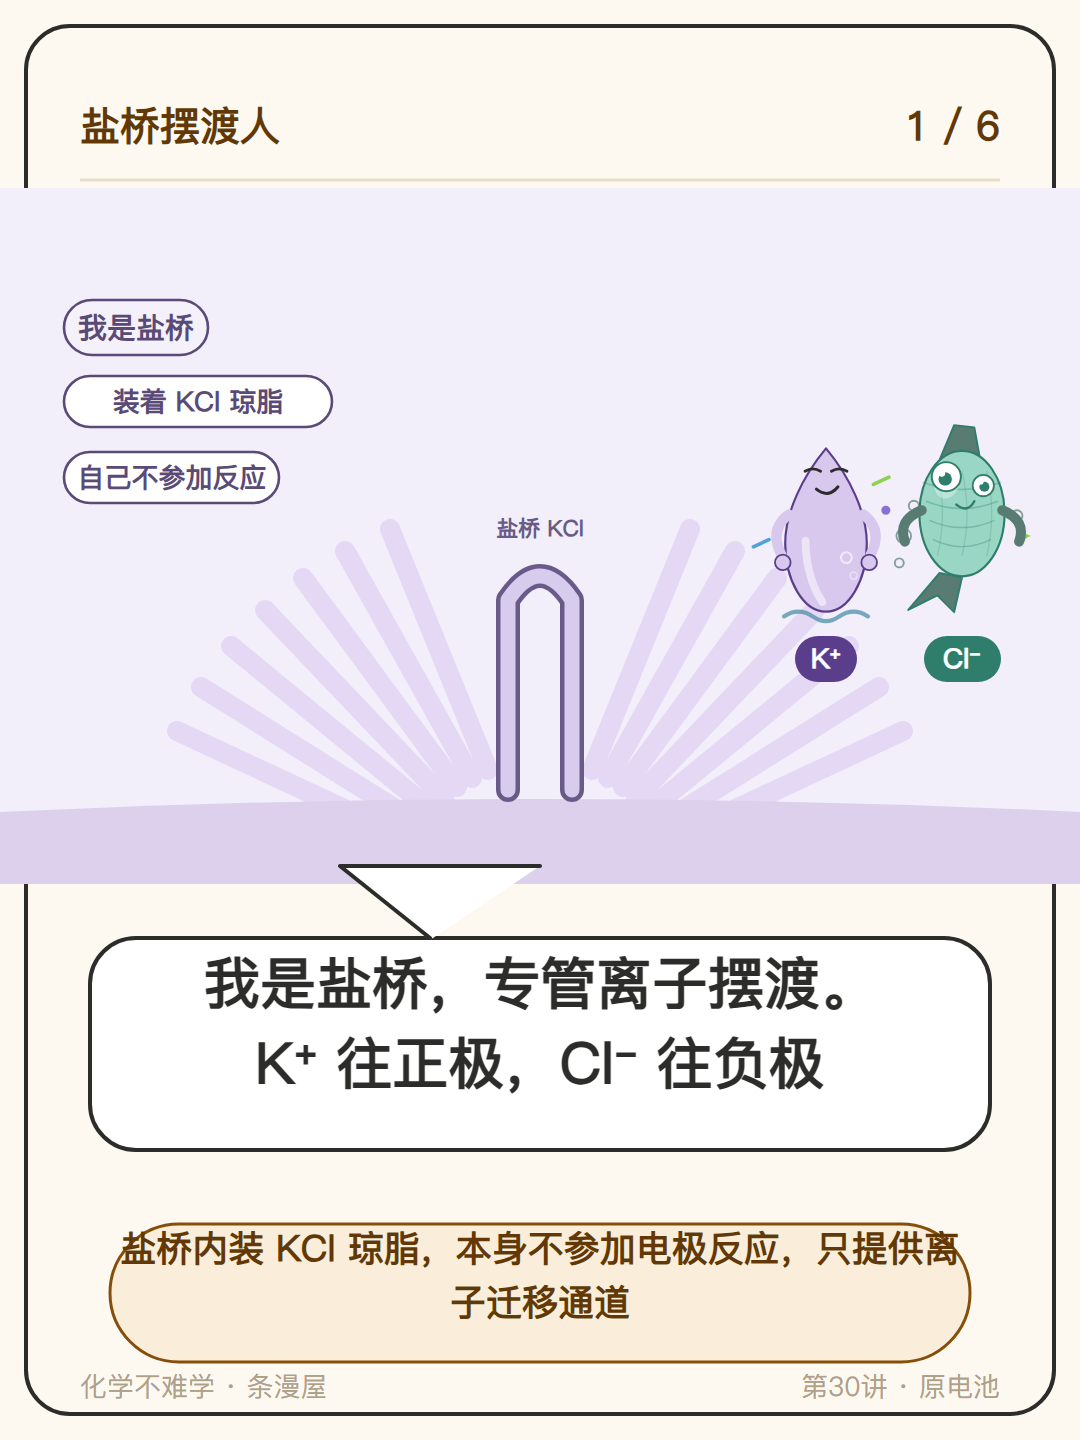 盐桥摆渡人
1 / 6
我是盐桥
装着 KCl 琼脂
自己不参加反应
盐桥 KCl
K⁺
Cl⁻
我是盐桥，专管离子摆渡。
K⁺ 往正极，Cl⁻ 往负极
盐桥内装 KCl 琼脂，本身不参加电极反应，只提供离
子迁移通道
化学不难学 · 条漫屋
第30讲 · 原电池